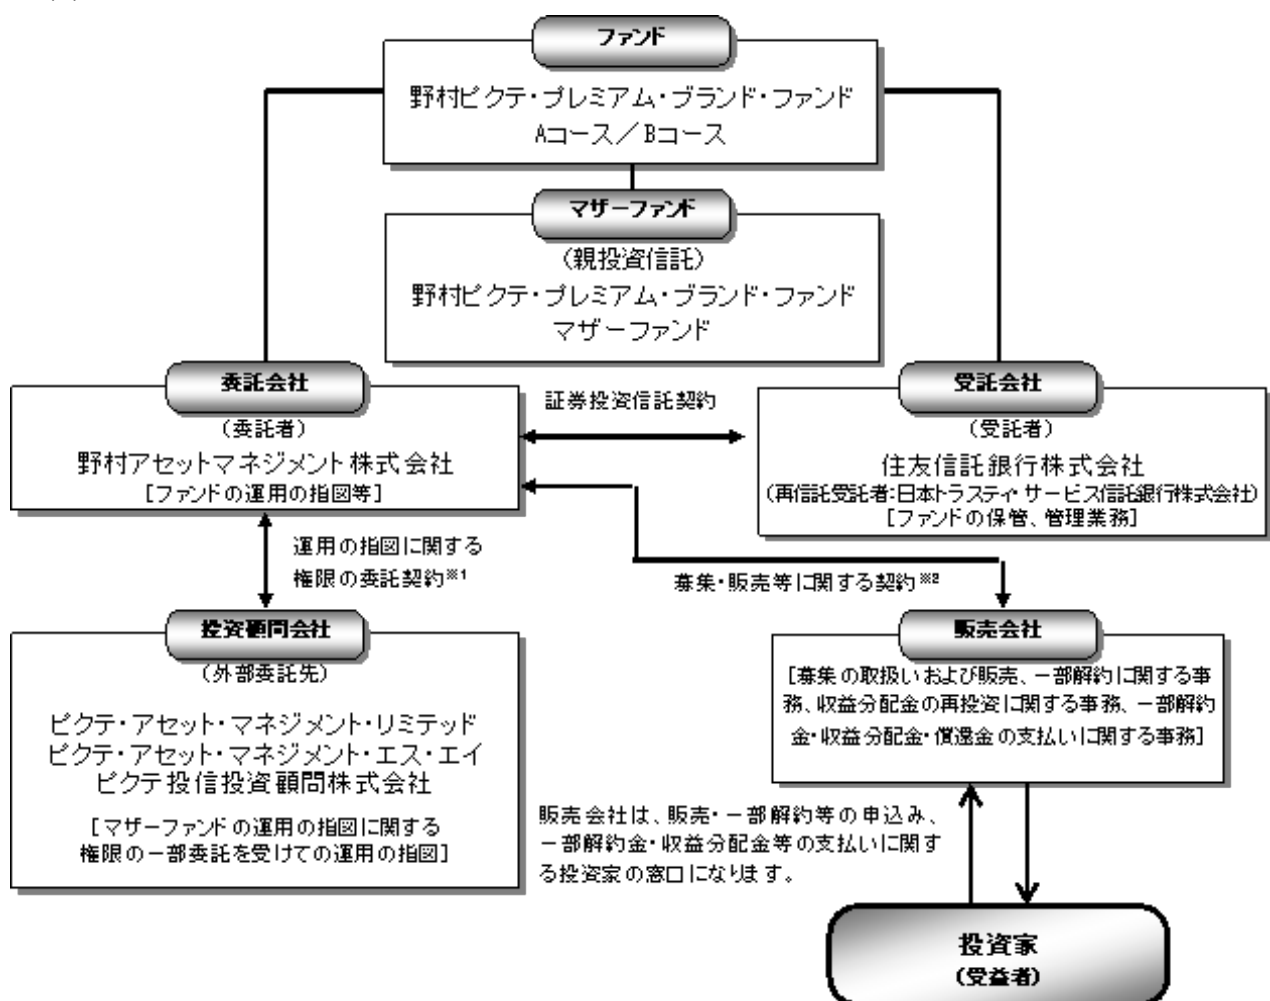 ファンド
野村ピクテ・プレミアム・ブランド・ファンド
Aコース／Bコース
マザーファンド
（親投資信託）
野村ピクテ・プレミアム・ブランド・ファンド
マザーファンド
委託会社
（委託者）
野村アセットマネジメント株式会社
［ファンドの運用の指図等］
証券投資信託契約
受託会社
（受託者）
住友信託銀行株式会社
（再信託受託者：日本トラスティ・サービス信託銀行株式会社）
［ファンドの保管、管理業務］
運用の指図に関する
権限の委託契約※1
募集・販売等に関する契約※2
投資顧問会社
（外部委託先）
ピクテ・アセット・マネジメント・リミテッド
ピクテ・アセット・マネジメント・エス・エイ
ピクテ投信投資顧問株式会社
［マザーファンドの運用の指図に関する
権限の一部委託を受けての運用の指図］
販売会社
［募集の取扱いおよび販売、一部解約に関する事
務、収益分配金の再投資に関する事務、一部解約
金・収益分配金・償還金の支払いに関する事務］
販売会社は、販売・一部解約等の申込み、
一部解約金・収益分配金等の支払いに関す
る投資家の窓口になります。
投資家
（受益者）